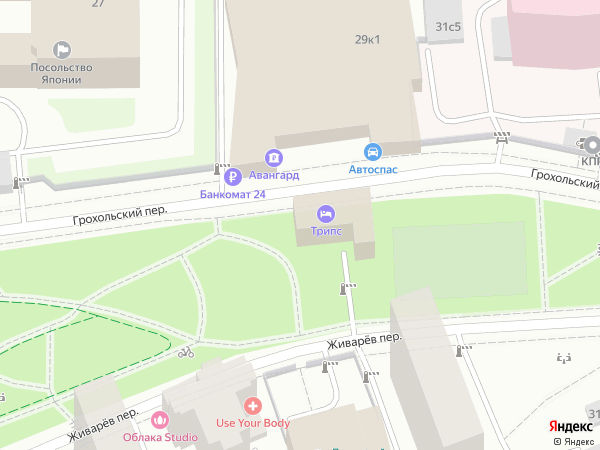 27
Посольство
Японии
29к1
31с5
КПП
Авангард
Автоспас
Банкомат 24
Грохольский пер.
Грохольский
Трипс
Живарёв пер.
Живарёв пер.
Облака Studio
Use Your Body
31
Яндекс
© Яндекс